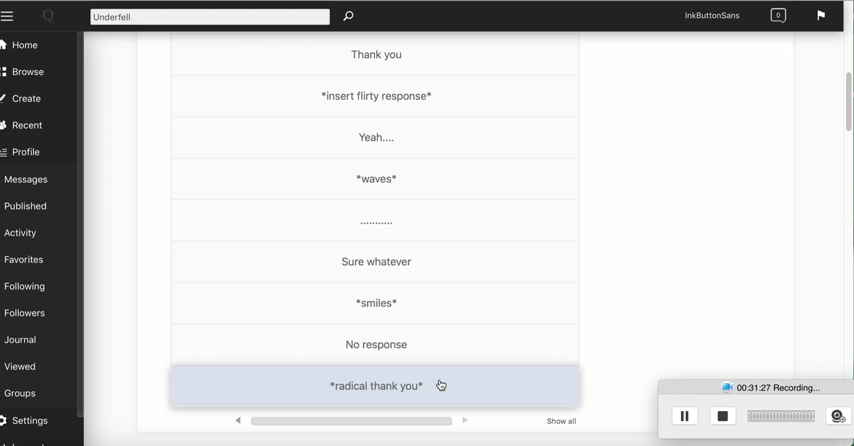 Q
Underfell
InkButtonSans
0
Home
Browse
Create
Recent
Profile
Messages
Published
Activity
Favorites
Following
Followers
Journal
Viewed
Groups
Settings
Thank you
*insert flirty response*
Yeah....
*waves*
...........
Sure whatever
*smiles*
No response
*radical thank you*
Show all
00:31:27 Recording...